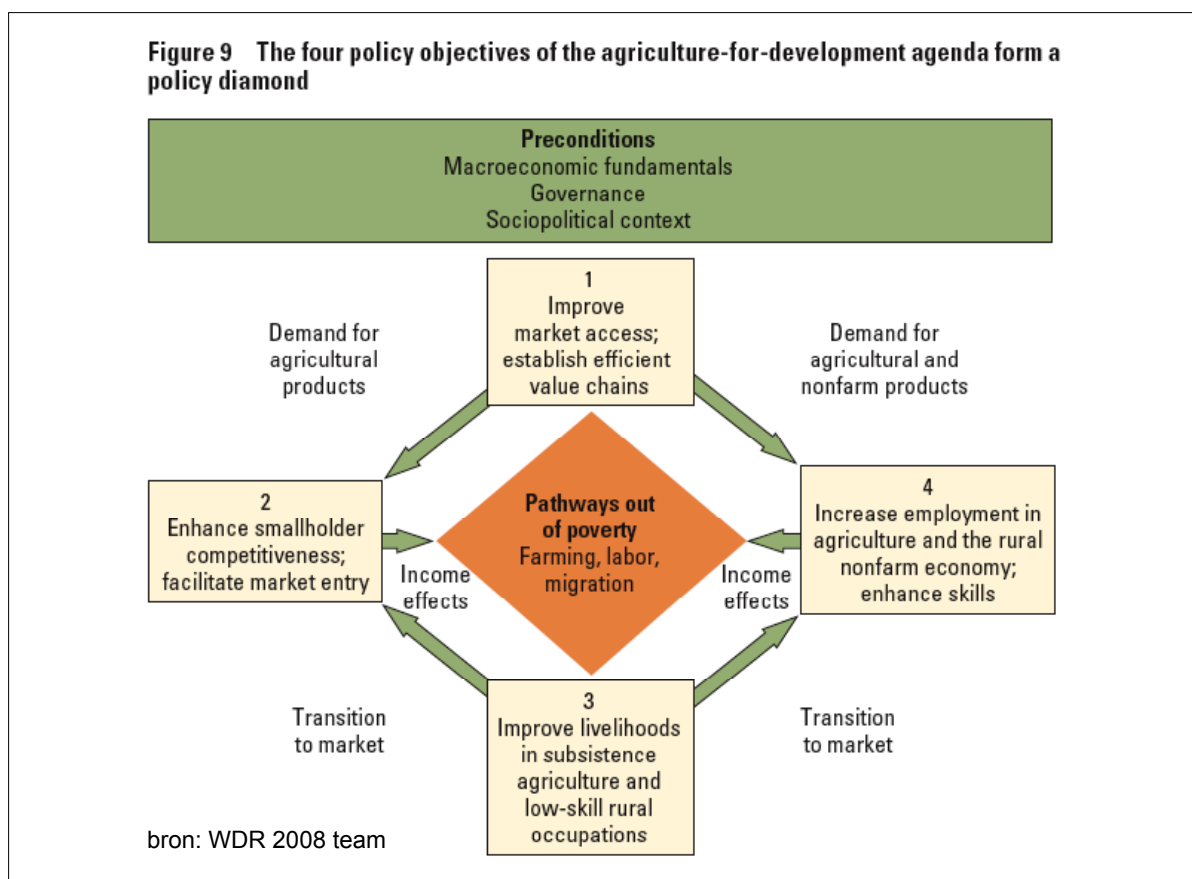 Figure 9 The four policy objectives of the agriculture-for-development agenda form a
policy diamond
Preconditions
Macroeconomic fundamentals
Governance
Sociopolitical context
1
Improve
market access;
establish efficient
value chains
Demand for
agricultural
products
Demand for
agricultural and
nonfarm products
2
Enhance smallholder
competitiveness;
facilitate market entry
Pathways out
of poverty
Farming, labor,
migration
4
Increase employment in
agriculture and the rural
nonfarm economy;
enhance skills
Income
effects
Income
effects
Transition
to market
3
Improve livelihoods
in subsistence
agriculture and
low-skill rural
occupations
Transition
to market
bron: WDR 2008 team